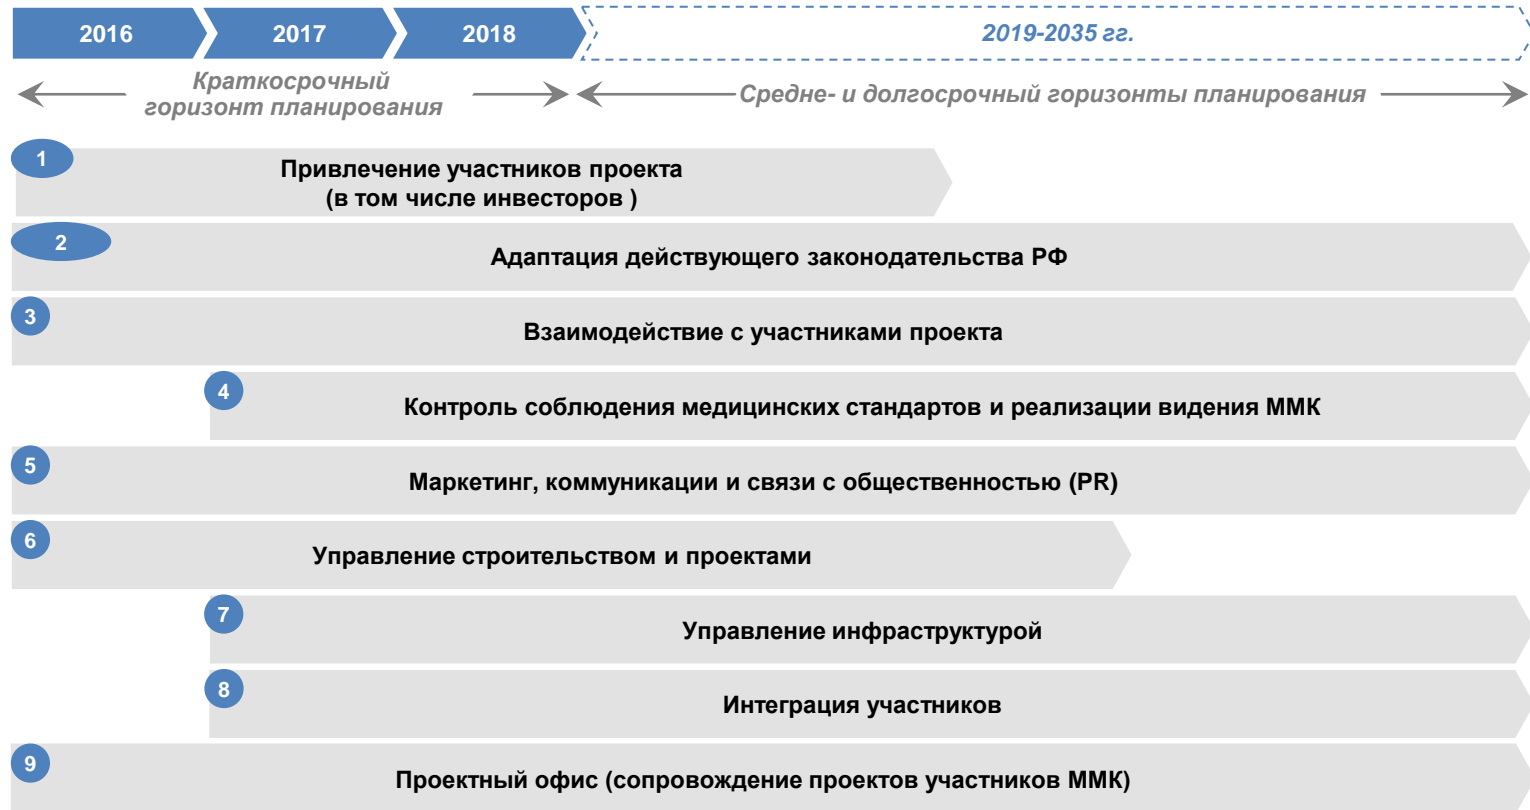 2016 2017 2018 2019-2035 гг.
Краткосрочный
горизонт планирования
Средне- и долгосрочный горизонты планирования
1
Привлечение участников проекта
(в том числе инвесторов )
2
Адаптация действующего законодательства РФ
3
Взаимодействие с участниками проекта
4
Контроль соблюдения медицинских стандартов и реализации видения ММК
5
Маркетинг, коммуникации и связи с общественностью (PR)
6
Управление строительством и проектами
7
Управление инфраструктурой
8
Интеграция участников
9
Проектный офис (сопровождение проектов участников ММК)